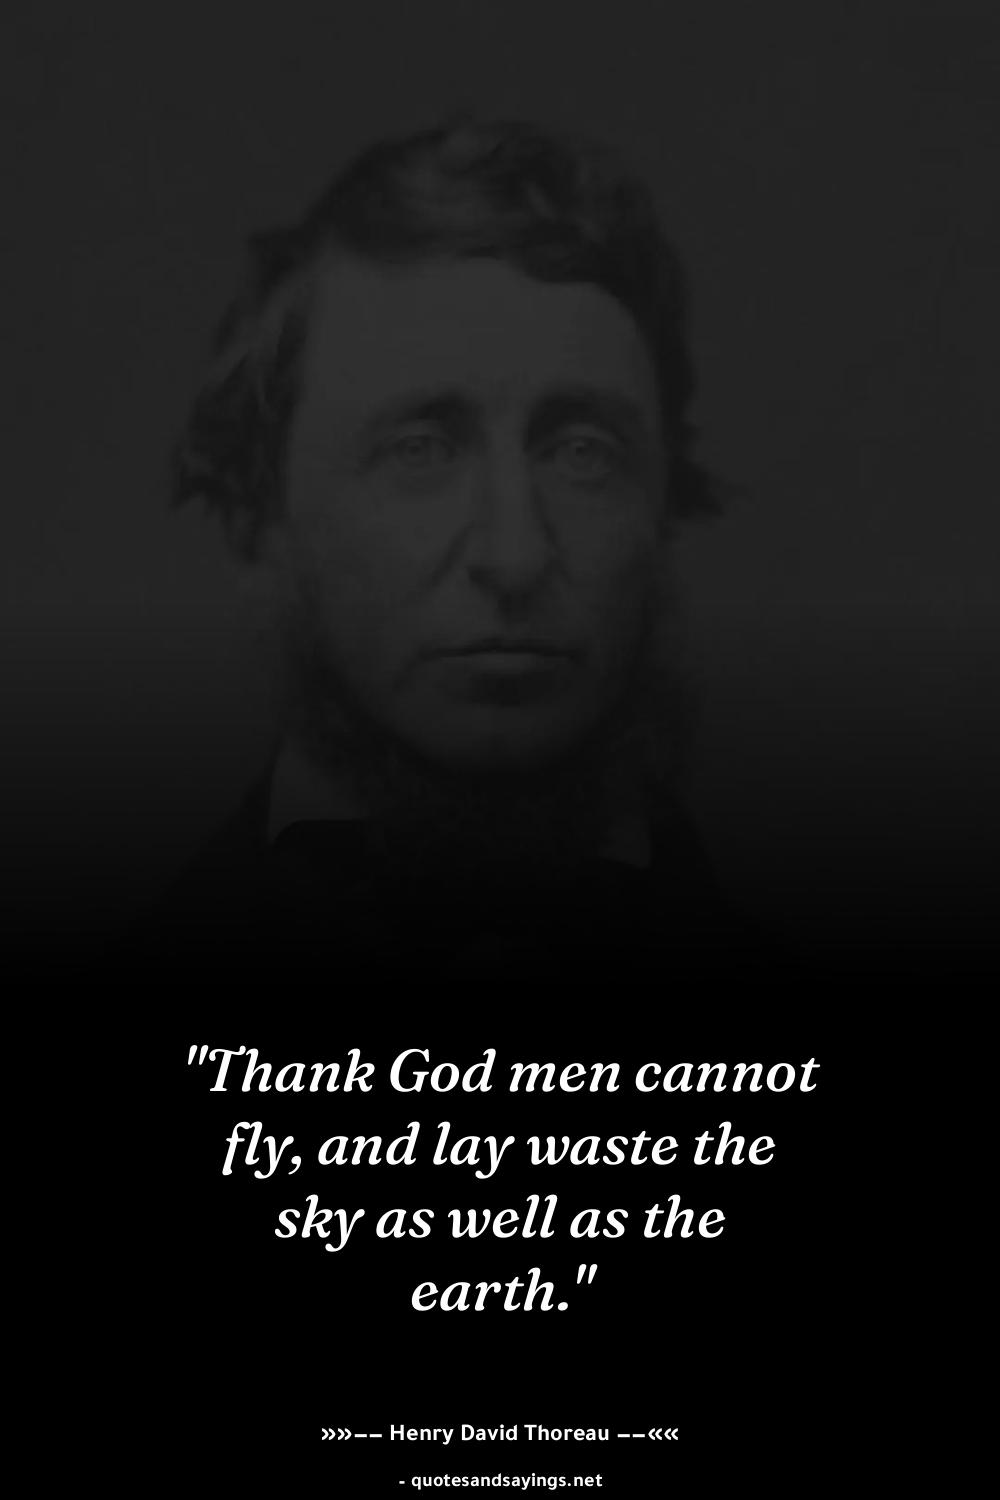 "Thank God men cannot
fly, and lay waste the
sky as well as the
earth."
»»−− Henry David Thoreau −−««
- quotesandsayings.net